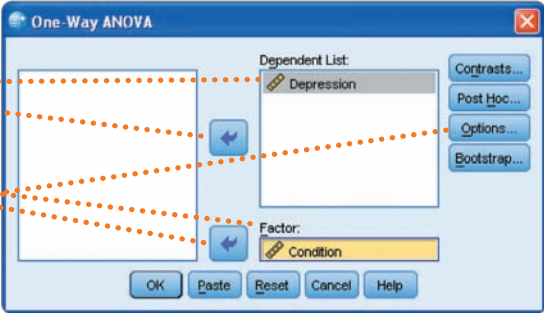 One-Way ANOVA
Dependent List:
Depression
Contrasts...
Post Hoc...
Options...
Bootstrap...
Factor:
Condition
OK Paste Reset Cancel Help